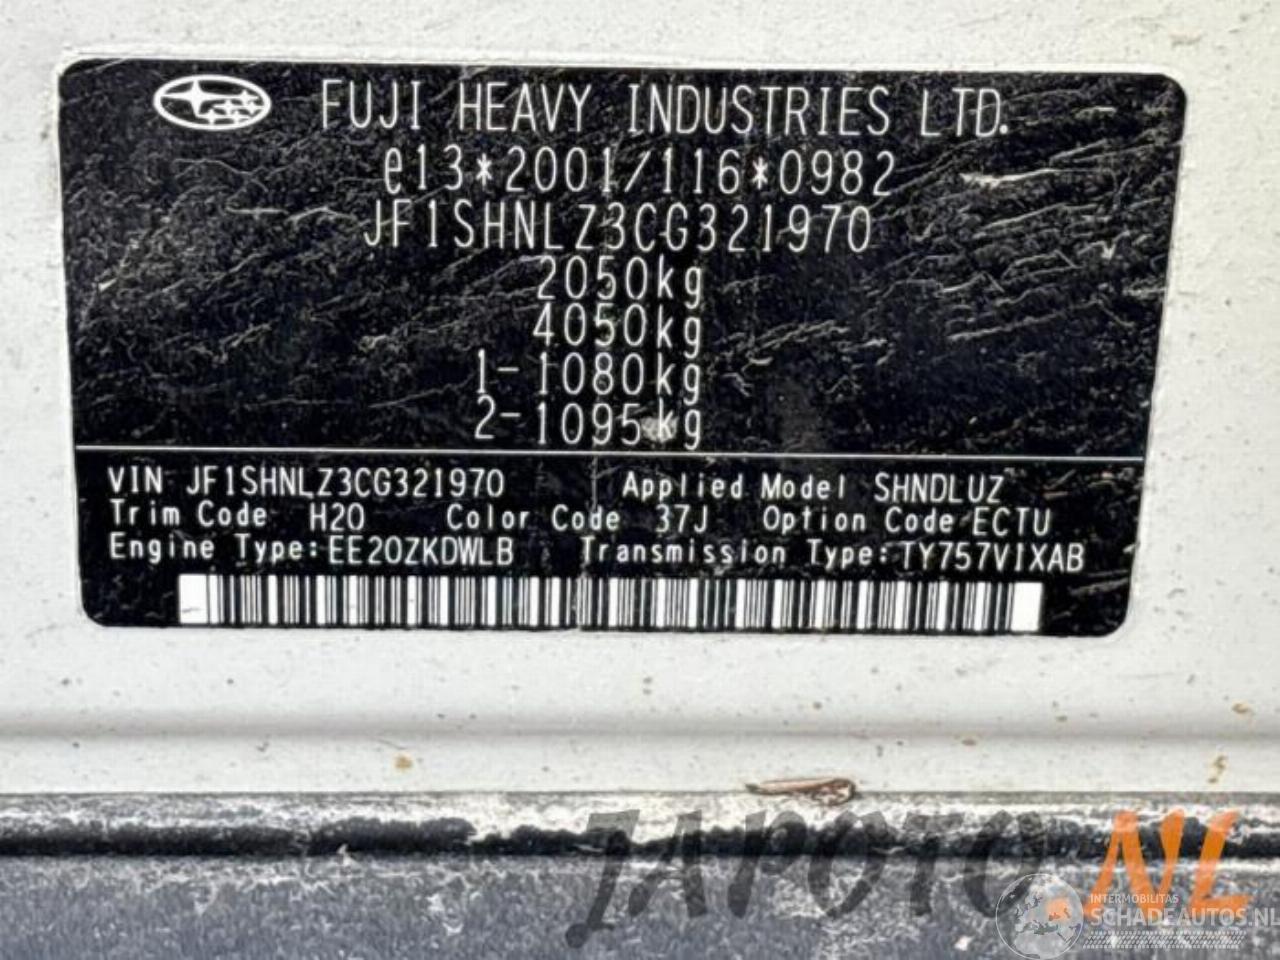 FUJI HEAVY INDUSTRIES LTD.
e13*2001/116*0982
JF1SHNLZ3CG321970
2050kg
4050kg
1-1080kg
2-1095kg
VIN JF1SHNLZ3CG321970 Applied Model SHNDLUZ
Trim Code H20 Color Code 37J Option Code ECTU
Engine Type: EE20ZKDWLB Transmission Type: TY757V1XAB
JAPOTO.NL
INTERMOBILITAS
SCHADEAUTOS.NL